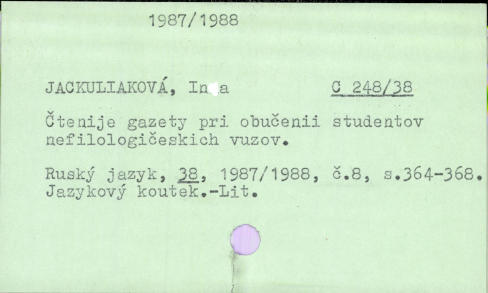 1987/1988
JACKULIAKOVÁ, C 248/38
Čtenije gazety pri obučenii studentov
nefilologičeskich vuzov.
Ruský jazyk, 38, 1987/1988, č.8, s.364-368.
Jazykový koutek.-Lit.